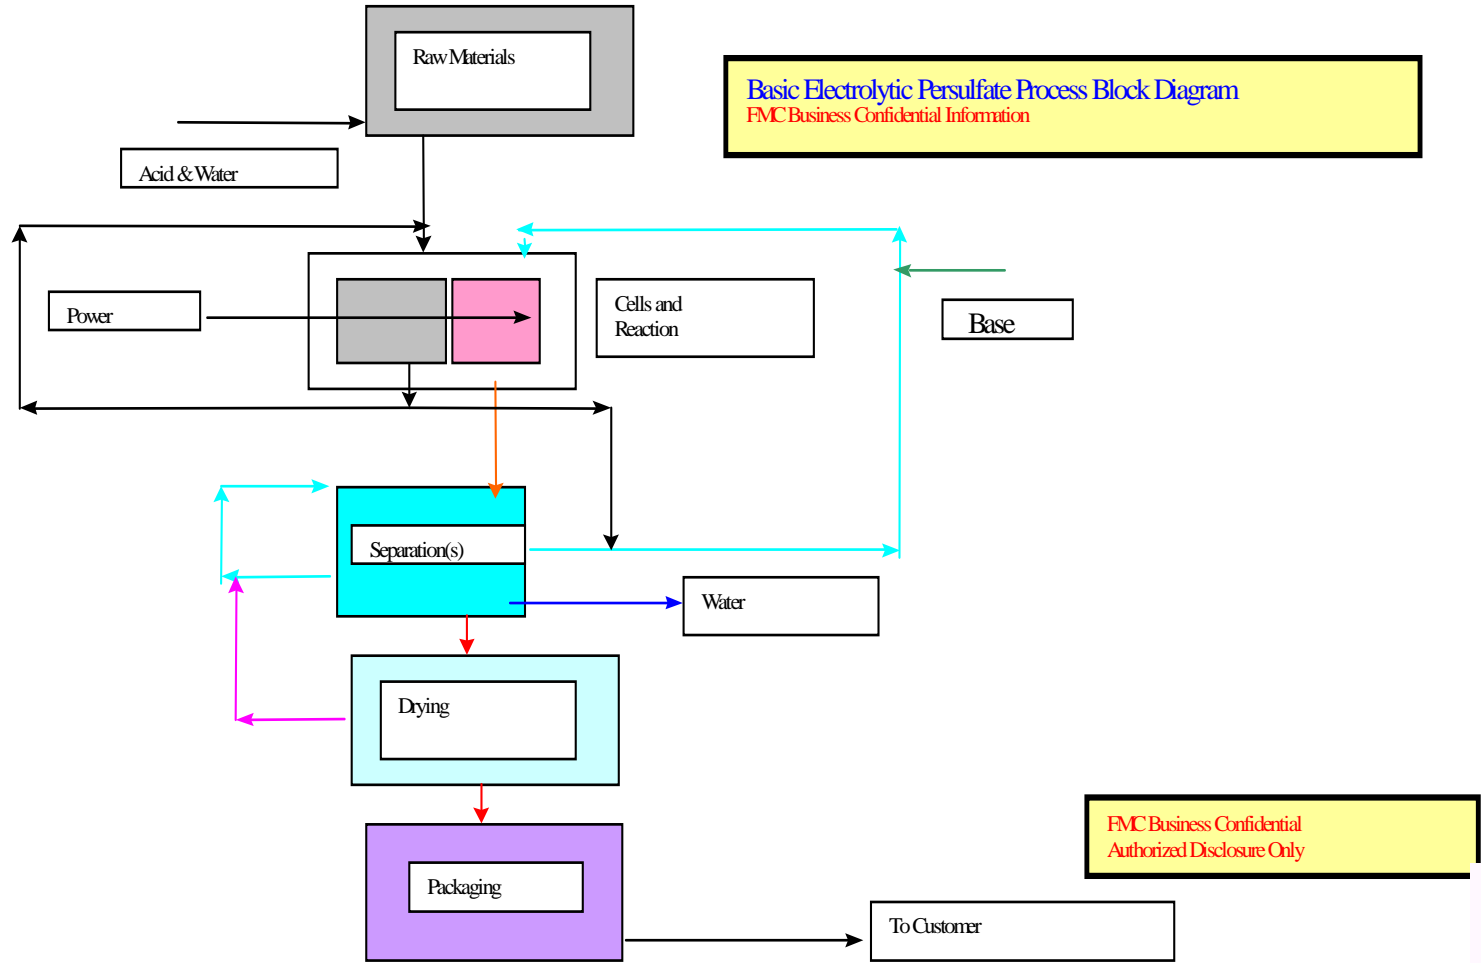 Raw Materials
Basic Electrolytic Persulfate Process Block Diagram
FMC Business Confidential Information
Acid & Water
Power
Cells and
Reaction
Base
Separation(s)
Water
Drying
FMC Business Confidential
Authorized Disclosure Only
Packaging
To Customer